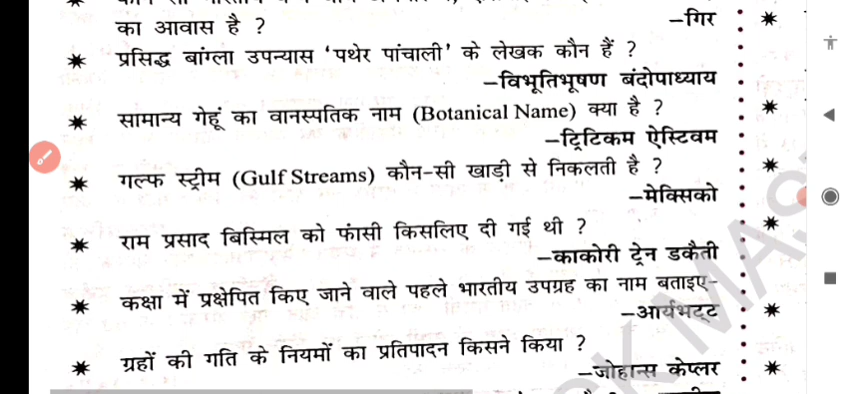 का आवास है ?
–गिर
✷ प्रसिद्ध बांग्ला उपन्यास ‘पथेर पांचाली’ के लेखक कौन हैं ?
–विभूतिभूषण बंदोपाध्याय
✷ सामान्य गेहूं का वानस्पतिक नाम (Botanical Name) क्या है ?
–ट्रिटिकम ऐस्टिवम
✷ गल्फ स्ट्रीम (Gulf Streams) कौन-सी खाड़ी से निकलती है ?
–मेक्सिको
✷ राम प्रसाद बिस्मिल को फांसी किसलिए दी गई थी ?
–काकोरी ट्रेन डकैती
✷ कक्षा में प्रक्षेपित किए जाने वाले पहले भारतीय उपग्रह का नाम बताइए–
–आर्यभट्ट
✷ ग्रहों की गति के नियमों का प्रतिपादन किसने किया ?
–जोहान्स केप्लर